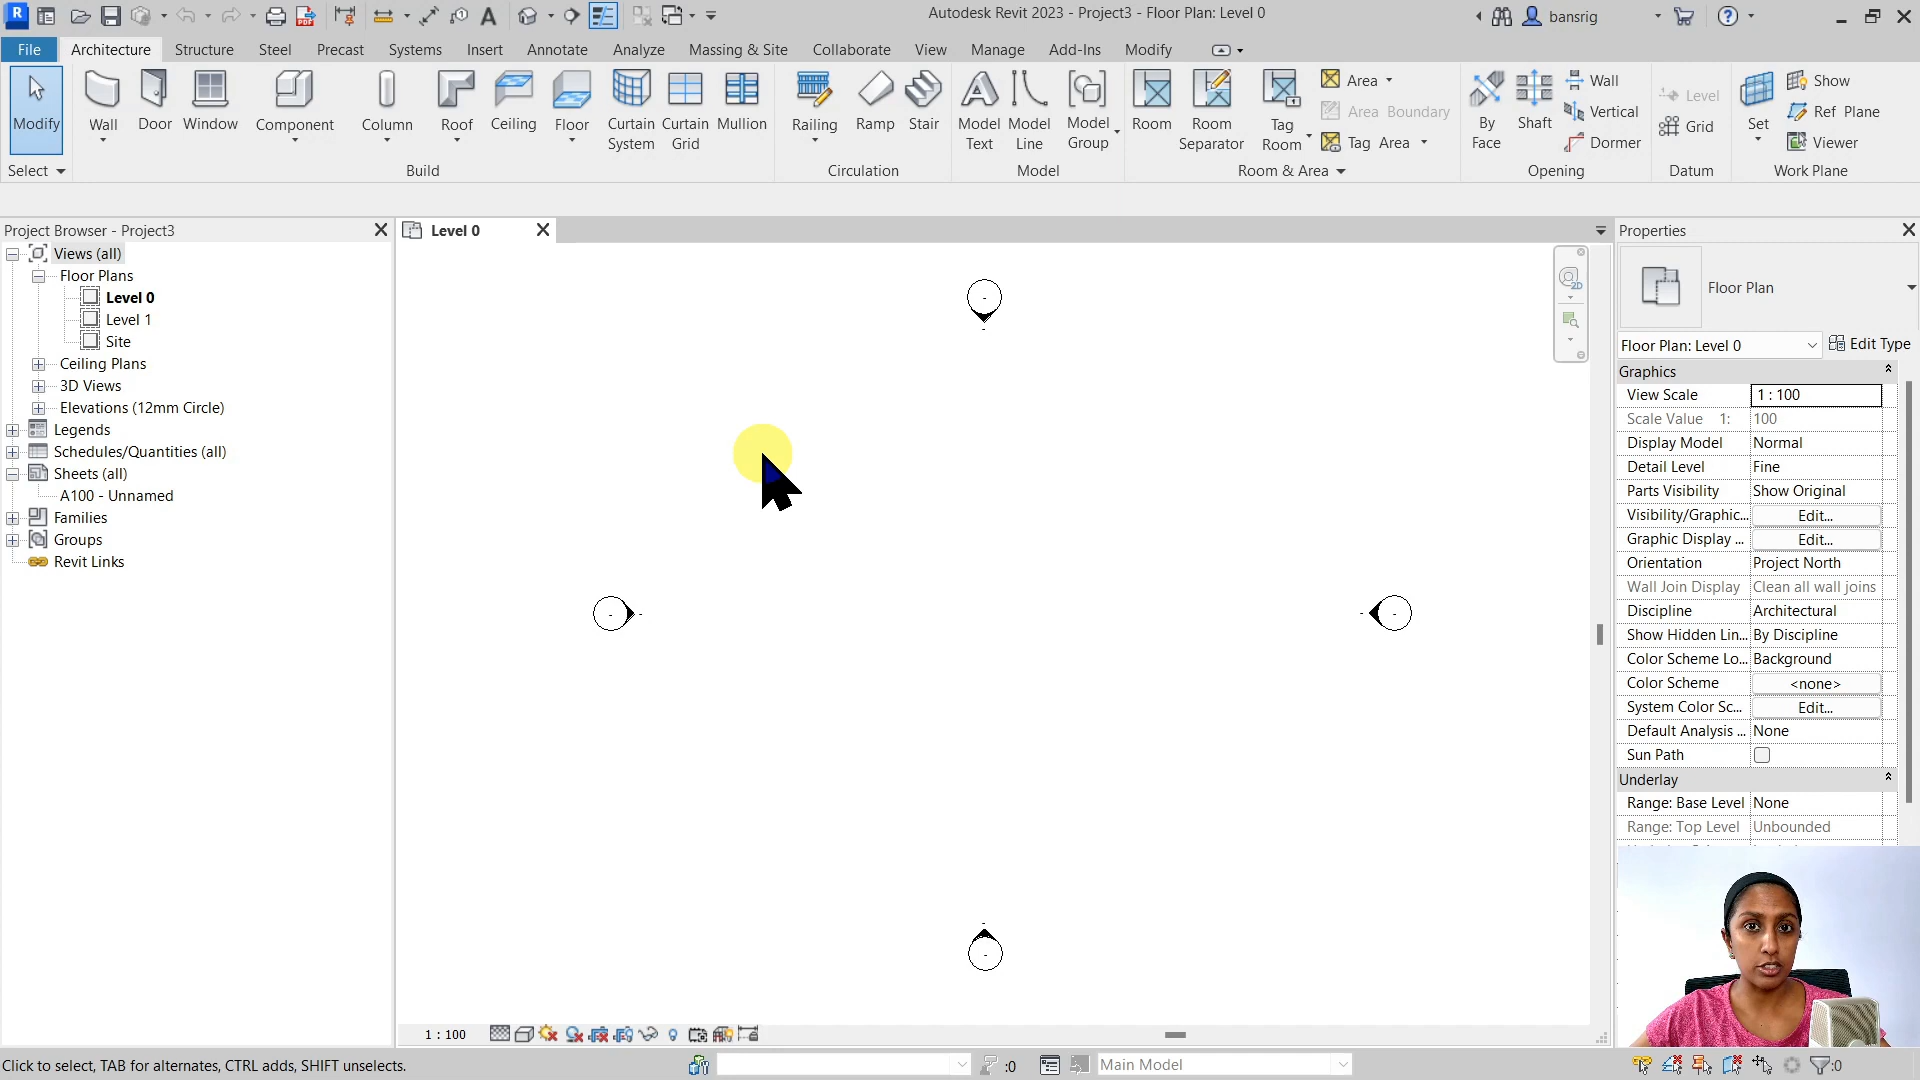 Autodesk Revit 2023 - Project3 - Floor Plan: Level 0
bansrig
File Architecture Structure Steel Precast Systems Insert Annotate Analyze Massing & Site Collaborate View Manage Add-Ins Modify
Modify
Wall
Door
Window
Component
Column
Roof
Ceiling
Floor
Curtain
System
Curtain
Grid
Mullion
Railing
Ramp
Stair
Model
Text
Model
Line
Model
Group
Room
Room
Separator
Tag
Room
Area
Area Boundary
Tag Area
By
Face
Shaft
Wall
Vertical
Dormer
Level
Grid
Set
Show
Ref Plane
Viewer
Select Build Circulation Model Room & Area Opening Datum Work Plane
Project Browser - Project3
Views (all)
Floor Plans
Level 0
Level 1
Site
Ceiling Plans
3D Views
Elevations (12mm Circle)
Legends
Schedules/Quantities (all)
Sheets (all)
A100 - Unnamed
Families
Groups
Revit Links
Level 0
2D
Properties
Floor Plan
Floor Plan: Level 0 Edit Type
Graphics
View Scale 1 : 100
Scale Value 1: 100
Display Model Normal
Detail Level Fine
Parts Visibility Show Original
Visibility/Graphic... Edit...
Graphic Display ... Edit...
Orientation Project North
Wall Join Display Clean all wall joins
Discipline Architectural
Show Hidden Lin... By Discipline
Color Scheme Lo... Background
Color Scheme <none>
System Color Sc... Edit...
Default Analysis ... None
Sun Path
Underlay
Range: Base Level None
Range: Top Level Unbounded
1 : 100
Click to select, TAB for alternates, CTRL adds, SHIFT unselects.
:0
Main Model
:0